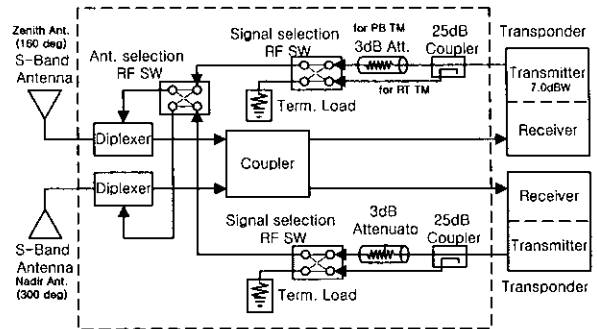 Zenith Ant.
(160 deg)
S-Band
Antenna
Ant. selection
RF SW
Signal selection
RF SW
for PB TM
3dB Att.
for RT TM
25dB
Coupler
Transponder
Transmitter
7.0dBW
Receiver
Term. Load
Diplexer
Coupler
Diplexer
S-Band
Antenna
Nadir Ant.
(300 deg)
Signal selection
RF SW
3dB
Attenuato
25dB
Coupler
Term. Load
Receiver
Transmitter
Transponder